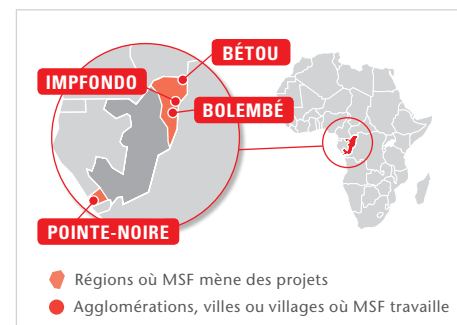 BÉTOU
IMPFONDO
BOLEMBÉ
POINTE-NOIRE
Régions où MSF mène des projets
Agglomérations, villes ou villages où MSF travaille